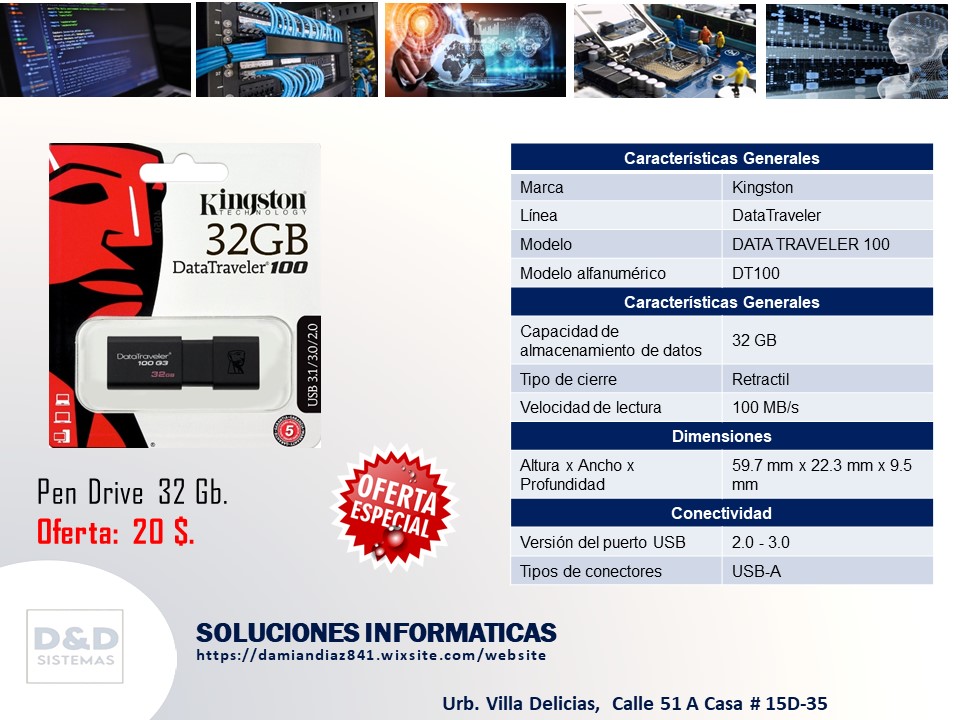 Kingston
TECHNOLOGY
32GB
DataTraveler 100
DataTraveler
100 G3
32GB
USB 3.1/3.0/2.0
5
Pen Drive 32 Gb.
Oferta: 20 $.
OFERTA
ESPECIAL
Características Generales
Marca Kingston
Línea DataTraveler
Modelo DATA TRAVELER 100
Modelo alfanumérico DT100
Características Generales
Capacidad de
almacenamiento de datos 32 GB
Tipo de cierre Retractil
Velocidad de lectura 100 MB/s
Dimensiones
Altura x Ancho x 59.7 mm x 22.3 mm x 9.5
Profundidad mm
Conectividad
Versión del puerto USB 2.0 - 3.0
Tipos de conectores USB-A
D&D
SISTEMAS
SOLUCIONES INFORMATICAS
https://damiandiaz841.wixsite.com/website
Urb. Villa Delicias, Calle 51 A Casa # 15D-35